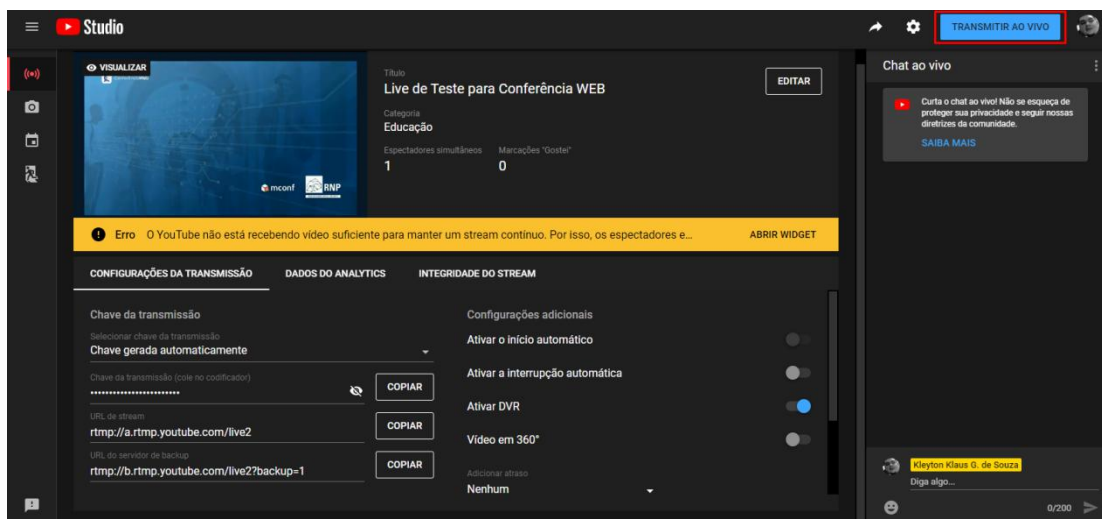 Studio
TRANSMITIR AO VIVO
VISUALIZAR
mconf RNP
Título
Live de Teste para Conferência WEB
EDITAR
Categoria
Educação
Espectadores simultâneos Marcações "Gostei"
1 0
Erro O YouTube não está recebendo vídeo suficiente para manter um stream contínuo. Por isso, os espectadores e... ABRIR WIDGET
CONFIGURAÇÕES DA TRANSMISSÃO DADOS DO ANALYTICS INTEGRIDADE DO STREAM
Chave da transmissão
Selecionar chave da transmissão
Chave gerada automaticamente
Chave da transmissão (cole no codificador)
•••••••••••••••••••••••• COPIAR
URL de stream
rtmp://a.rtmp.youtube.com/live2 COPIAR
URL do servidor de backup
rtmp://b.rtmp.youtube.com/live2?backup=1 COPIAR
Configurações adicionais
Ativar o início automático
Ativar a interrupção automática
Ativar DVR
Vídeo em 360°
Adicionar atraso
Nenhum
Chat ao vivo
Curta o chat ao vivo! Não se esqueça de
proteger sua privacidade e seguir nossas
diretrizes da comunidade.
SAIBA MAIS
Kleyton Klaus G. de Souza
Diga algo...
0/200